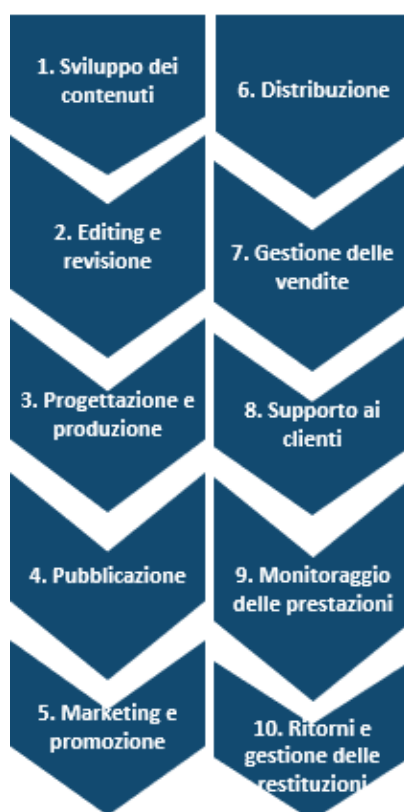 1. Sviluppo dei
contenuti
2. Editing e
revisione
3. Progettazione e
produzione
4. Pubblicazione
5. Marketing e
promozione
6. Distribuzione
7. Gestione delle
vendite
8. Supporto ai
clienti
9. Monitoraggio
delle prestazioni
10. Ritorni e
gestione delle
restituzioni